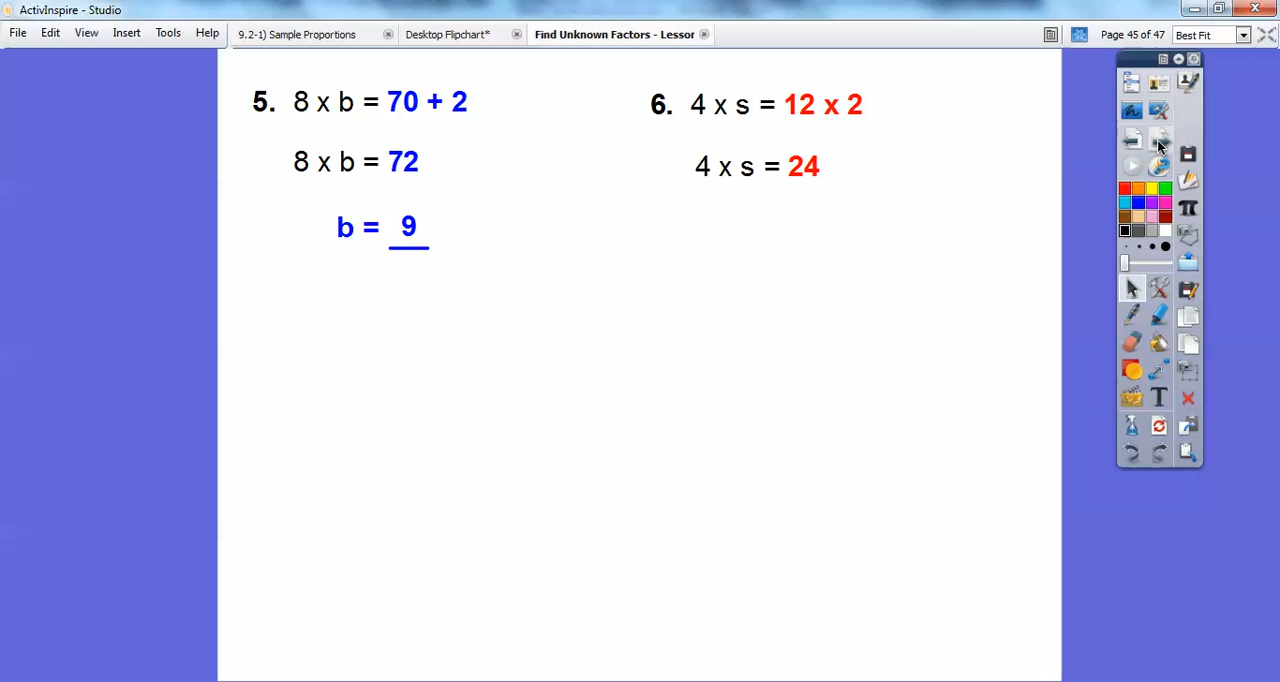 ActivInspire - Studio
File Edit View Insert Tools Help
9.2-1) Sample Proportions
Desktop Flipchart*
Find Unknown Factors - Lessor
Page 45 of 47
Best Fit
5. 8 x b = 70 + 2
8 x b = 72
b = 9
6. 4 x s = 12 x 2
4 x s = 24